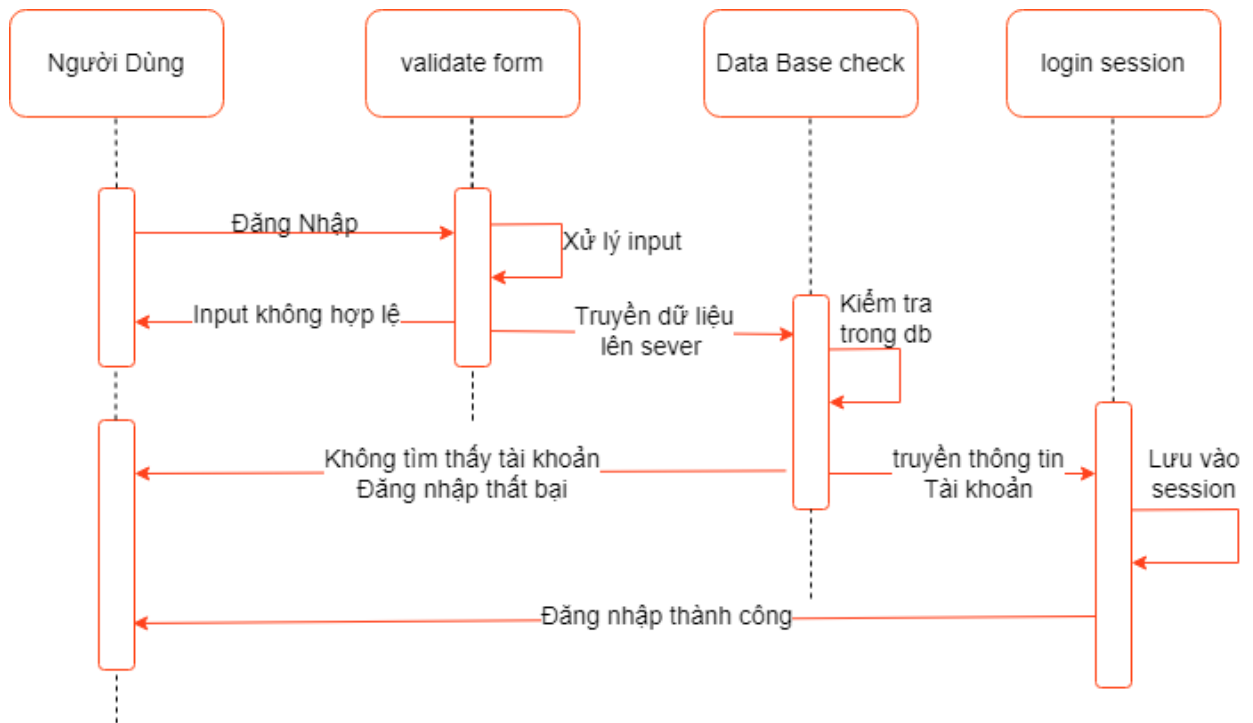 Người Dùng
validate form
Data Base check
login session
Đăng Nhập
Xử lý input
Input không hợp lệ
Truyền dữ liệu
lên sever
Kiểm tra
trong db
Không tìm thấy tài khoản
Đăng nhập thất bại
truyền thông tin
Tài khoản
Lưu vào
session
Đăng nhập thành công